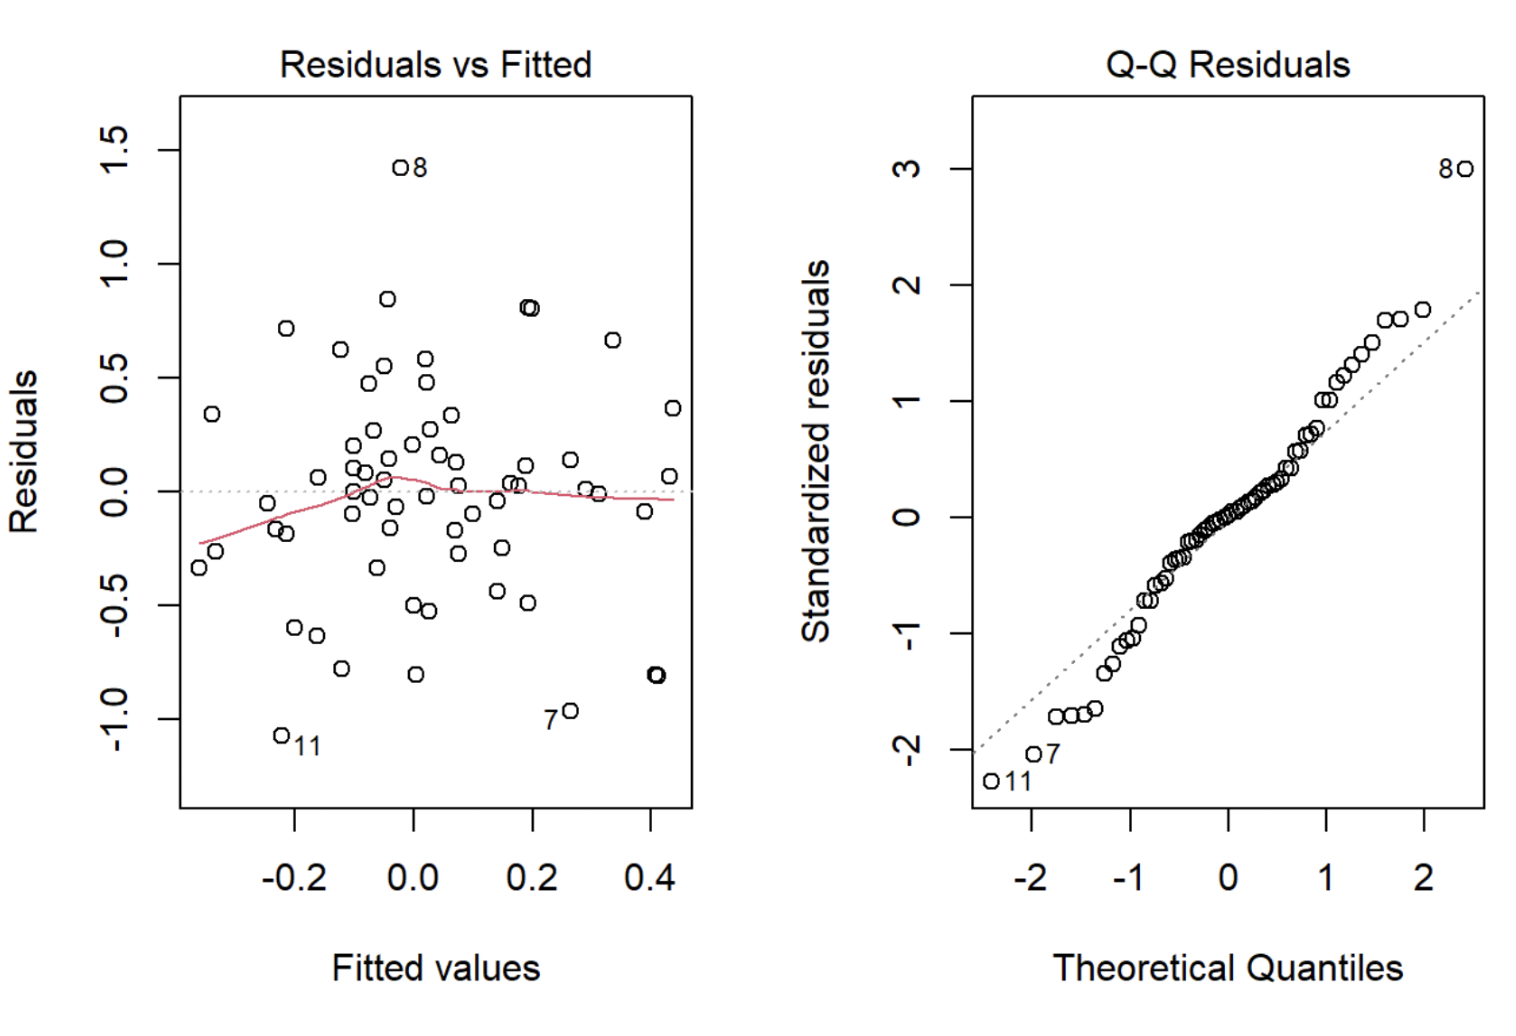 Residuals vs Fitted
Residuals
1.5
1.0
0.5
0.0
-0.5
-1.0
8
7
11
-0.2 0.0 0.2 0.4
Fitted values
Q-Q Residuals
Standardized residuals
3
2
1
0
-1
-2
8
7
11
-2 -1 0 1 2
Theoretical Quantiles